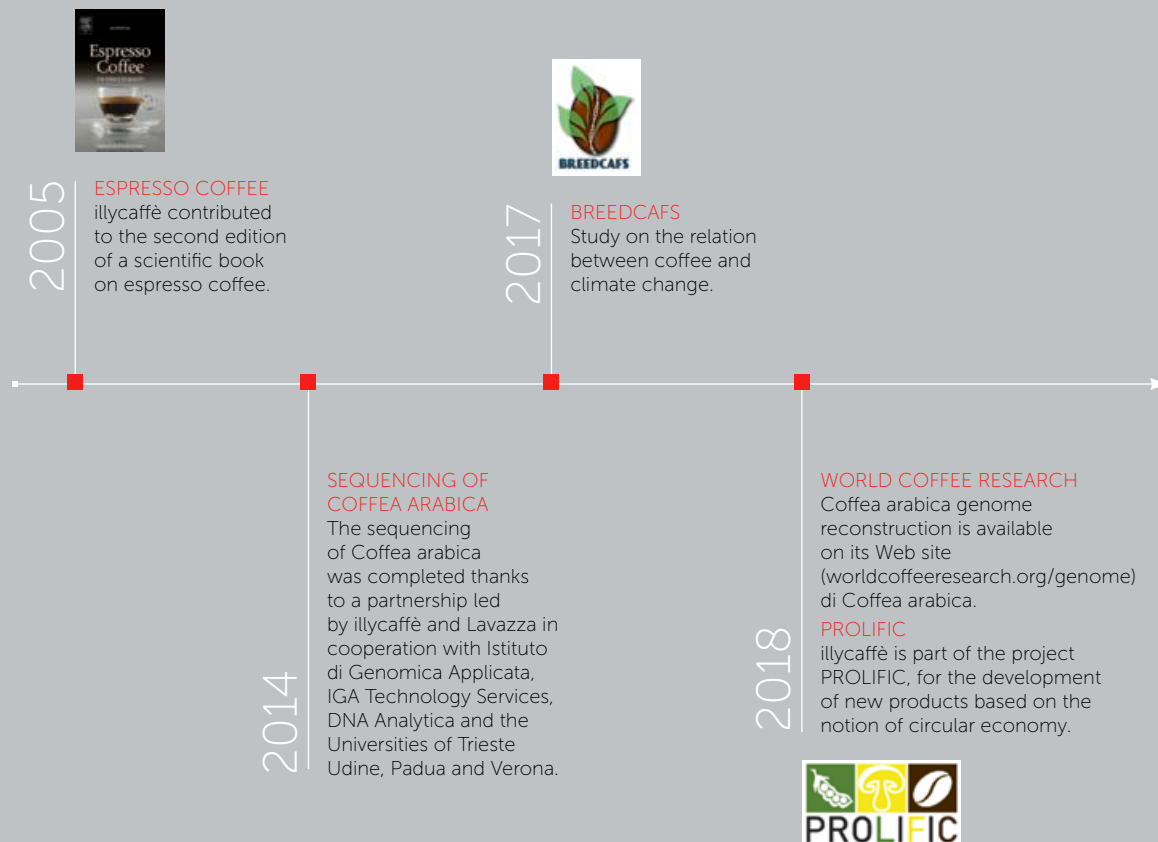 Espresso
Coffee
2005
ESPRESSO COFFEE
illycaffè contributed
to the second edition
of a scientific book
on espresso coffee.
2014
SEQUENCING OF
COFFEA ARABICA
The sequencing
of Coffea arabica
was completed thanks
to a partnership led
by illycaffè and Lavazza in
cooperation with Istituto
di Genomica Applicata,
IGA Technology Services,
DNA Analytica and the
Universities of Trieste
Udine, Padua and Verona.
BREEDCAFS
2017
BREEDCAFS
Study on the relation
between coffee and
climate change.
2018
WORLD COFFEE RESEARCH
Coffea arabica genome
reconstruction is available
on its Web site
(worldcoffeeresearch.org/genome)
di Coffea arabica.
PROLIFIC
illycaffè is part of the project
PROLIFIC, for the development
of new products based on the
notion of circular economy.
PROLIFIC